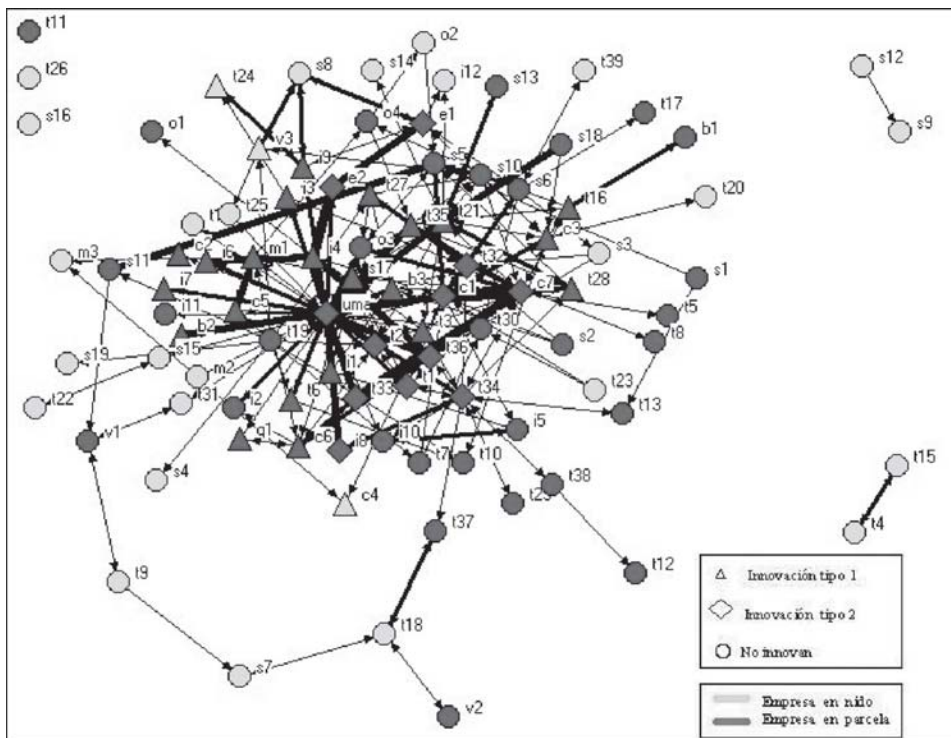 t11
o2
s12
t24
s8
s14
i12
s13
t39
t26
s9
s16
o1
v3
o4
e1
t17
b1
s18
i9
s5
s10
s6
i3
e2
t27
t16
t20
t25
t35
t21
c3
s3
m3
c2
i6
m1
i4
o3
t32
s11
s17
c7
t28
s1
i7
b3
c1
i11
c5
uma
t5
b2
t19
t30
t8
s2
s19
s15
t36
m2
t6
t33
t34
t23
t22
t31
i2
t13
v1
g1
c6
i8
i10
i5
s4
t7
t10
t38
t15
c4
t37
t4
t9
t12
t18
s7
v2
Innovación tipo 1
Innovación tipo 2
No innovan
Empresa en nido
Empresa en parcela